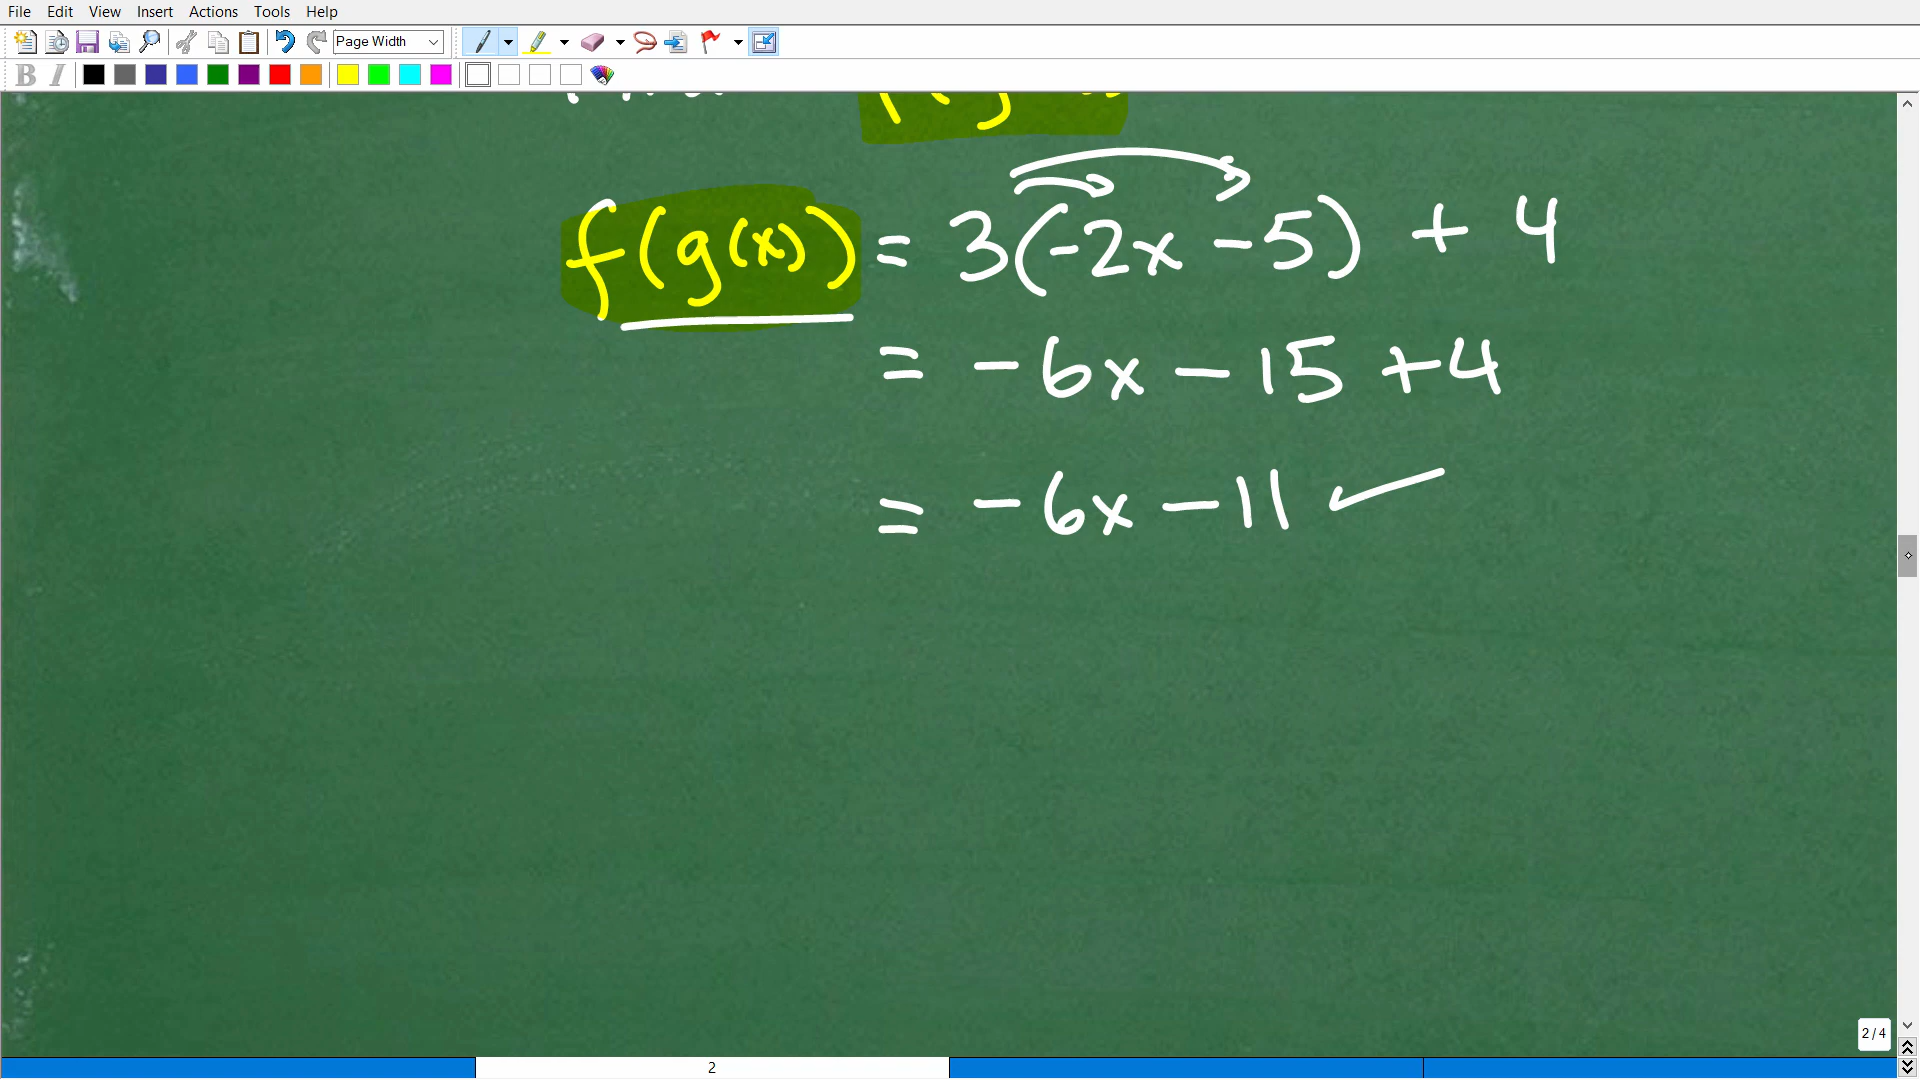 File Edit View Insert Actions Tools Help
Page Width
B I
f(g(x)) = 3(-2x - 5) + 4
= - 6x - 15 + 4
= - 6x - 11
2 / 4
2